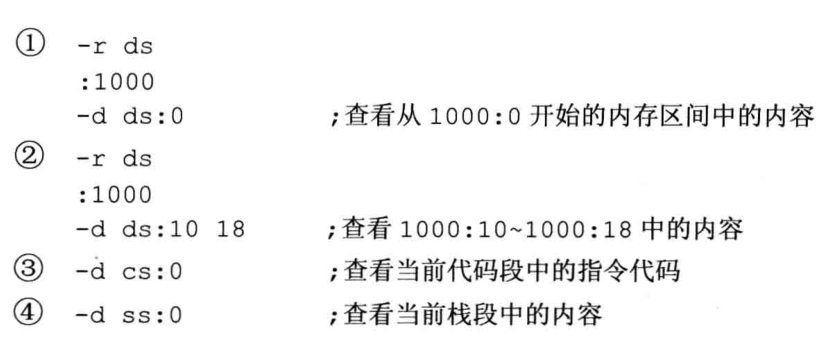 ① -r ds
:1000
-d ds:0 ;查看从 1000:0 开始的内存区间中的内容
② -r ds
:1000
-d ds:10 18 ;查看 1000:10~1000:18 中的内容
③ -d cs:0 ;查看当前代码段中的指令代码
④ -d ss:0 ;查看当前栈段中的内容